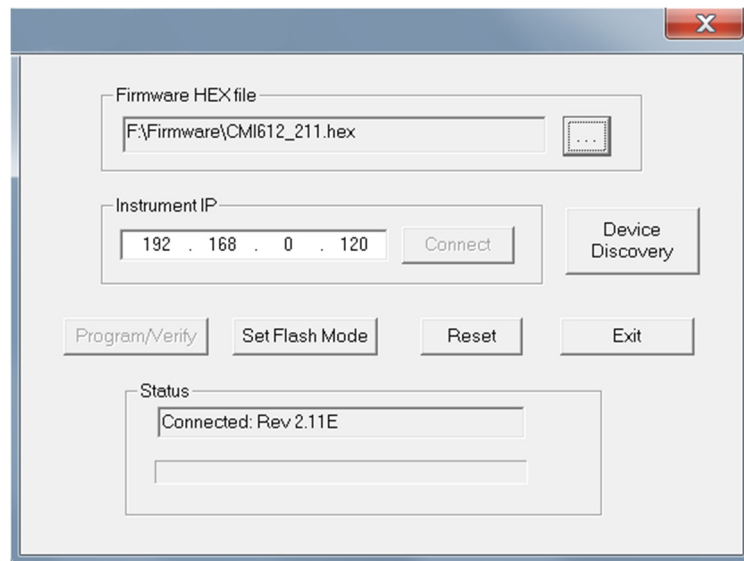 X
Firmware HEX file
F:\Firmware\CMI612_211.hex
...
Instrument IP
192 . 168 . 0 . 120
Connect
Device
Discovery
Program/Verify
Set Flash Mode
Reset
Exit
Status
Connected: Rev 2.11E